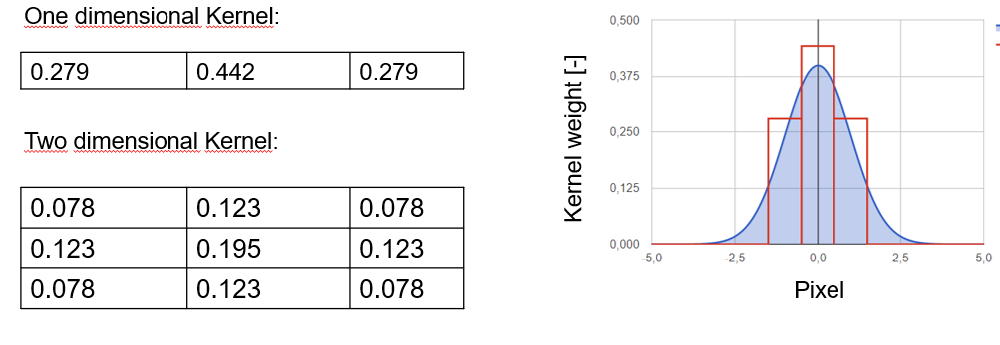 One dimensional Kernel:
0.279 0.442 0.279
Two dimensional Kernel:
0.078 0.123 0.078
0.123 0.195 0.123
0.078 0.123 0.078
Kernel weight [-]
0,500
0,375
0,250
0,125
0,000
-5,0 -2,5 0,0 2,5 5,0
Pixel